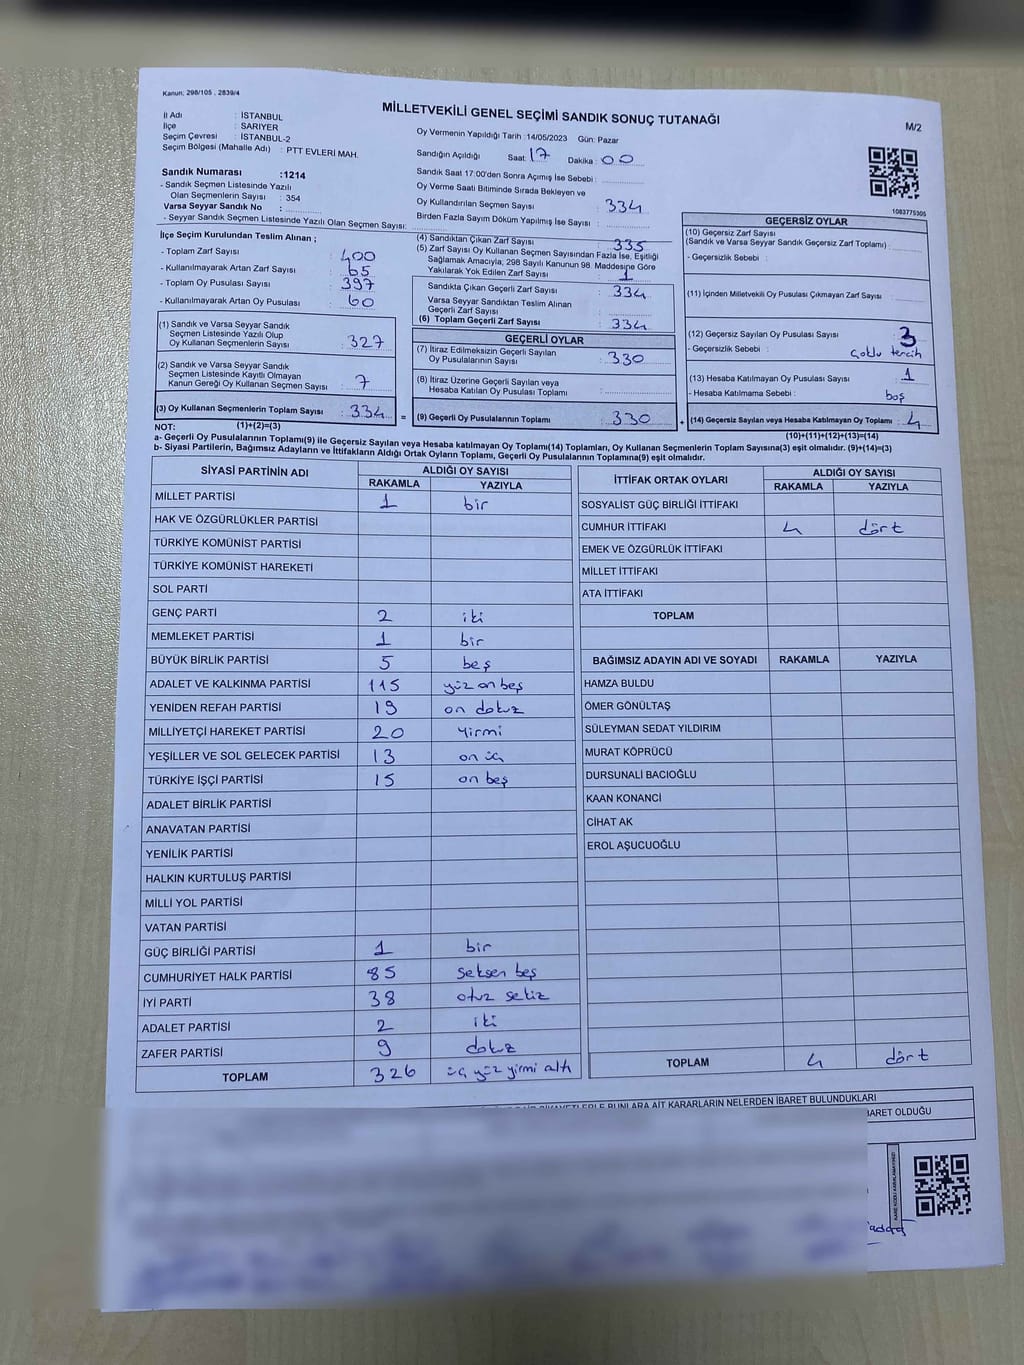 Kanun; 298/105 , 2839/4
MİLLETVEKİLİ GENEL SEÇİMİ SANDIK SONUÇ TUTANAĞI
M/2
İl Adı : İSTANBUL
İlçe : SARIYER
Seçim Çevresi : İSTANBUL-2
Seçim Bölgesi (Mahalle Adı) : PTT EVLERİ MAH.
Sandık Numarası :1214
- Sandık Seçmen Listesinde Yazılı
Olan Seçmenlerin Sayısı : 354
Varsa Seyyar Sandık No :
- Seyyar Sandık Seçmen Listesinde Yazılı Olan Seçmen Sayısı:
Oy Vermenin Yapıldığı Tarih :14/05/2023 Gün: Pazar
Sandığın Açıldığı Saat: 17 Dakika : 00
Sandık Saat 17:00'den Sonra Açımış İse Sebebi :
Oy Verme Saati Bitiminde Sırada Bekleyen ve
Oy Kullandırılan Seçmen Sayısı : 334
Birden Fazla Sayım Döküm Yapılmış İse Sayısı :
1083775305
İlçe Seçim Kurulundan Teslim Alınan ;
- Toplam Zarf Sayısı : 400
- Kullanılmayarak Artan Zarf Sayısı : 65
- Toplam Oy Pusulası Sayısı : 397
- Kullanılmayarak Artan Oy Pusulası : 60
(1) Sandık ve Varsa Seyyar Sandık
Seçmen Listesinde Yazılı Olup
Oy Kullanan Seçmenlerin Sayısı : 327
(2) Sandık ve Varsa Seyyar Sandık
Seçmen Listesinde Kayıtlı Olmayan
Kanun Gereği Oy Kullanan Seçmen Sayısı : 7
(3) Oy Kullanan Seçmenlerin Toplam Sayısı : 334 =
(4) Sandıktan Çıkan Zarf Sayısı : 335
(5) Zarf Sayısı Oy Kullanan Seçmen Sayısından Fazla İse, Eşitliği
Sağlamak Amacıyla; 298 Sayılı Kanunun 98. Maddesine Göre
Yakılarak Yok Edilen Zarf Sayısı : 1
Sandıkta Çıkan Geçerli Zarf Sayısı : 334
Varsa Seyyar Sandıktan Teslim Alınan
Geçerli Zarf Sayısı :
(6) Toplam Geçerli Zarf Sayısı : 334
GEÇERLİ OYLAR
(7) İtiraz Edilmeksizin Geçerli Sayılan
Oy Pusulalarının Sayısı : 330
(8) İtiraz Üzerine Geçerli Sayılan veya
Hesaba Katılan Oy Pusulası Toplamı :
(9) Geçerli Oy Pusulalarının Toplamı : 330 +
GEÇERSİZ OYLAR
(10) Geçersiz Zarf Sayısı
(Sandık ve Varsa Seyyar Sandık Geçersiz Zarf Toplamı) :
- Geçersizlik Sebebi :
(11) İçinden Milletvekili Oy Pusulası Çıkmayan Zarf Sayısı :
(12) Geçersiz Sayılan Oy Pusulası Sayısı : 3
- Geçersizlik Sebebi : çoklu tercih
(13) Hesaba Katılmayan Oy Pusulası Sayısı : 1
- Hesaba Katılmama Sebebi : boş
(14) Geçersiz Sayılan veya Hesaba Katılmayan Oy Toplamı : 4
NOT: (1)+(2)=(3)
(10)+(11)+(12)+(13)=(14)
a- Geçerli Oy Pusulalarının Toplamı(9) ile Geçersiz Sayılan veya Hesaba katılmayan Oy Toplamı(14) Toplamları, Oy Kullanan Seçmenlerin Toplam Sayısına(3) eşit olmalıdır. (9)+(14)=(3)
b- Siyasi Partilerin, Bağımsız Adayların ve İttifakların Aldığı Ortak Oyların Toplamı, Geçerli Oy Pusulalarının Toplamına(9) eşit olmalıdır.
SİYASİ PARTİNİN ADI ALDIĞI OY SAYISI
RAKAMLA YAZIYLA
MİLLET PARTİSİ 1 bir
HAK VE ÖZGÜRLÜKLER PARTİSİ
TÜRKİYE KOMÜNİST PARTİSİ
TÜRKİYE KOMÜNİST HAREKETİ
SOL PARTİ
GENÇ PARTİ 2 iki
MEMLEKET PARTİSİ 1 bir
BÜYÜK BİRLİK PARTİSİ 5 beş
ADALET VE KALKINMA PARTİSİ 115 yüz on beş
YENİDEN REFAH PARTİSİ 19 on dokuz
MİLLİYETÇİ HAREKET PARTİSİ 20 yirmi
YEŞİLLER VE SOL GELECEK PARTİSİ 13 on üç
TÜRKİYE İŞÇİ PARTİSİ 15 on beş
ADALET BİRLİK PARTİSİ
ANAVATAN PARTİSİ
YENİLİK PARTİSİ
HALKIN KURTULUŞ PARTİSİ
MİLLİ YOL PARTİSİ
VATAN PARTİSİ
GÜÇ BİRLİĞİ PARTİSİ 1 bir
CUMHURİYET HALK PARTİSİ 85 seksen beş
İYİ PARTİ 38 otuz sekiz
ADALET PARTİSİ 2 iki
ZAFER PARTİSİ 9 dokuz
TOPLAM 326 üç yüz yirmi altı
İTTİFAK ORTAK OYLARI ALDIĞI OY SAYISI
RAKAMLA YAZIYLA
SOSYALİST GÜÇ BİRLİĞİ İTTİFAKI
CUMHUR İTTİFAKI 4 dört
EMEK VE ÖZGÜRLÜK İTTİFAKI
MİLLET İTTİFAKI
ATA İTTİFAKI
TOPLAM
BAĞIMSIZ ADAYIN ADI VE SOYADI RAKAMLA YAZIYLA
HAMZA BULDU
ÖMER GÖNÜLTAŞ
SÜLEYMAN SEDAT YILDIRIM
MURAT KÖPRÜCÜ
DURSUNALİ BACIOĞLU
KAAN KONANCİ
CİHAT AK
EROL AŞUCUOĞLU
TOPLAM 4 dört
ŞİKAYETLERLE BUNLARA AİT KARARLARIN NELERDEN İBARET BULUNDUKLARI
BARET OLDUĞU